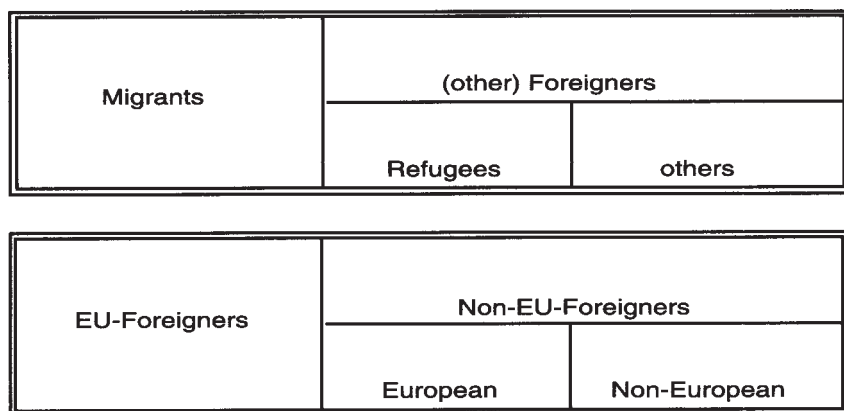 Migrants
(other) Foreigners
Refugees
others
EU-Foreigners
Non-EU-Foreigners
European
Non-European